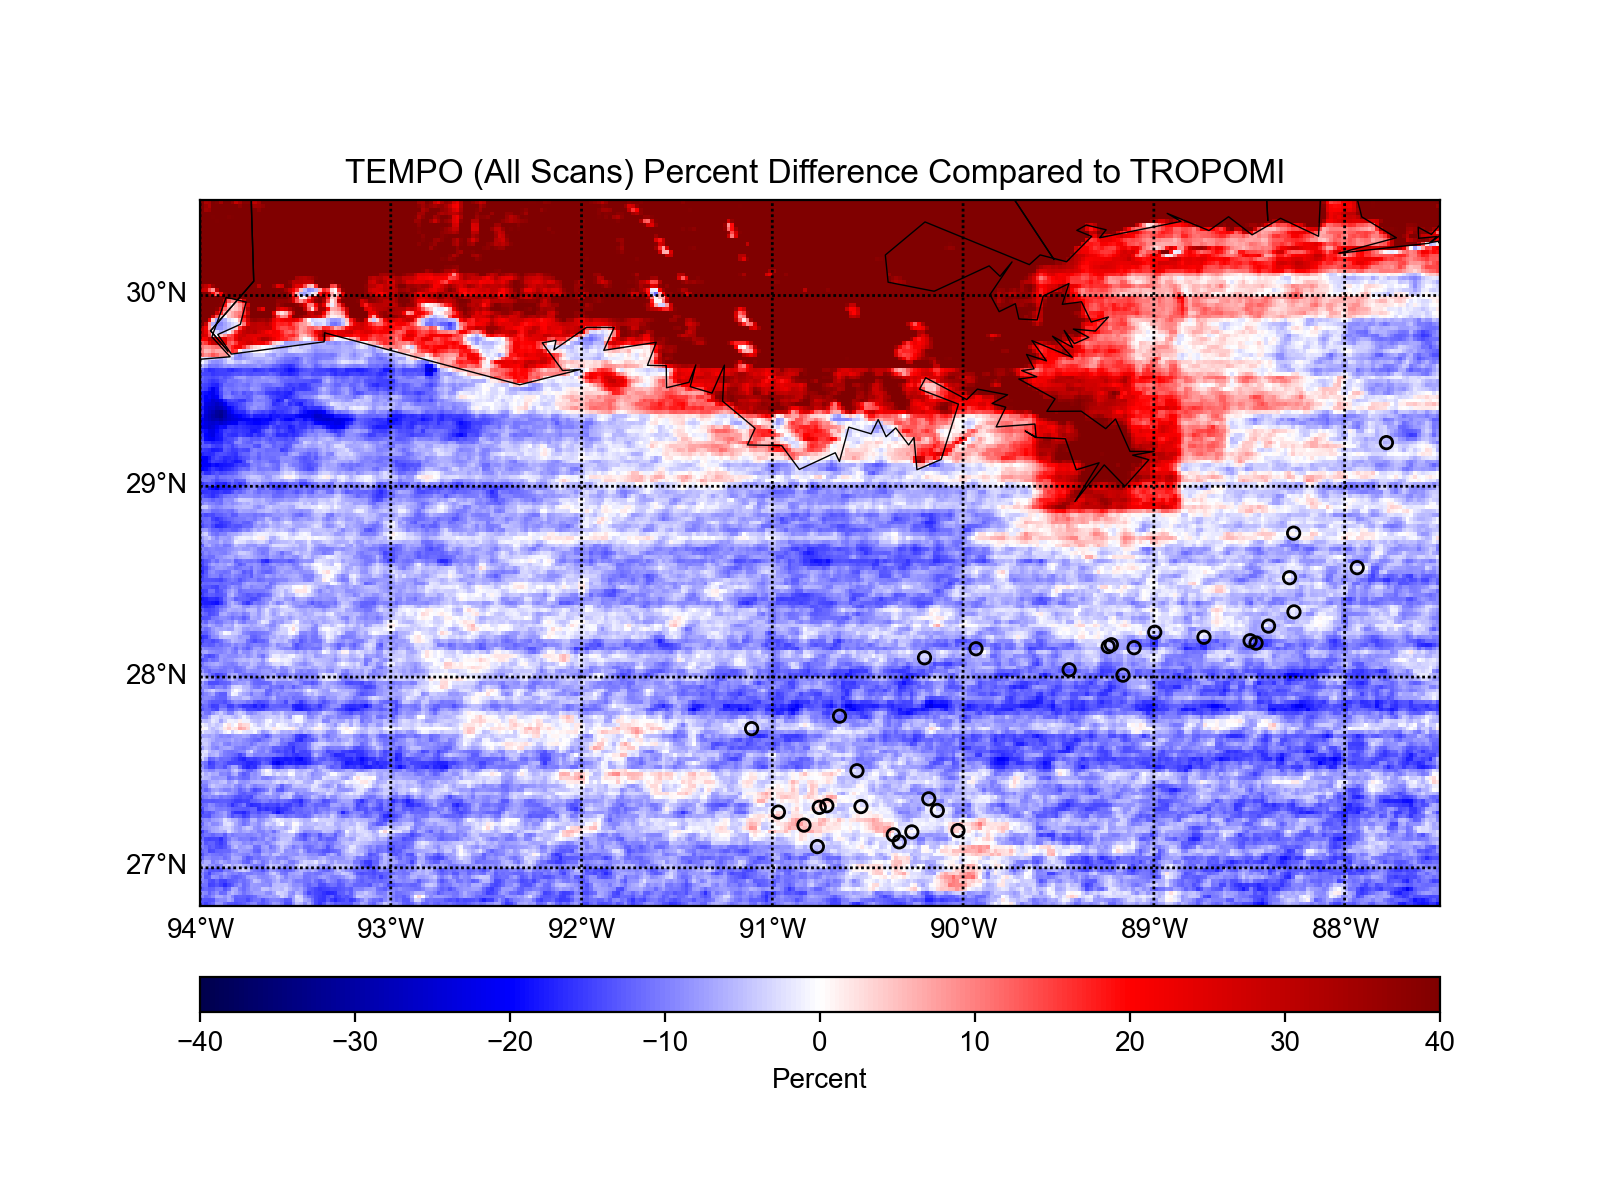 TEMPO (All Scans) Percent Difference Compared to TROPOMI
30°N
29°N
28°N
27°N
94°W 93°W 92°W 91°W 90°W 89°W 88°W
−40 −30 −20 −10 0 10 20 30 40
Percent